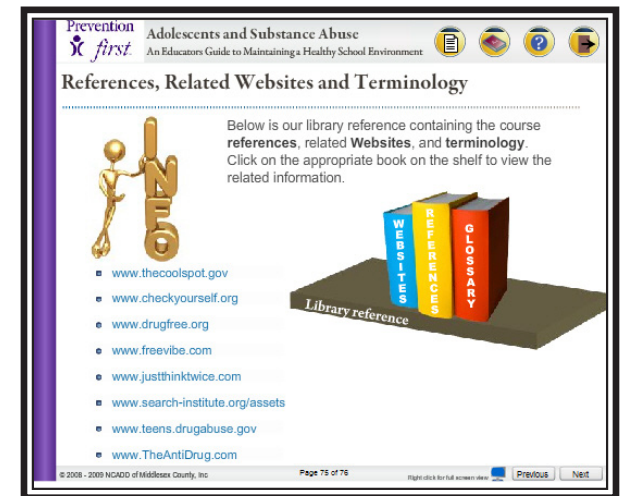 Prevention first
Adolescents and Substance Abuse
An Educators Guide to Maintaining a Healthy School Environment
References, Related Websites and Terminology
INFO
Below is our library reference containing the course
references, related Websites, and terminology.
Click on the appropriate book on the shelf to view the
related information.
WEBSITES
REFERENCES
GLOSSARY
Library reference
www.thecoolspot.gov
www.checkyourself.org
www.drugfree.org
www.freevibe.com
www.justthinktwice.com
www.search-institute.org/assets
www.teens.drugabuse.gov
www.TheAntiDrug.com
© 2008 - 2009 NCADD of Middlesex County, Inc
Page 75 of 76
Right click for full screen view
Previous
Next